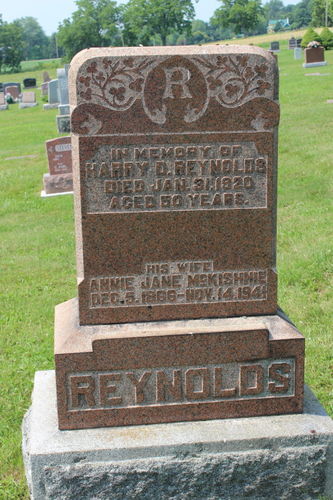 R
IN MEMORY OF
HARRY D. REYNOLDS
DIED JAN. 31, 1920
AGED 50 YEARS.
HIS WIFE
ANNIE JANE MCKISHNIE
DEC. 5, 1866-NOV. 14, 1941
REYNOLDS